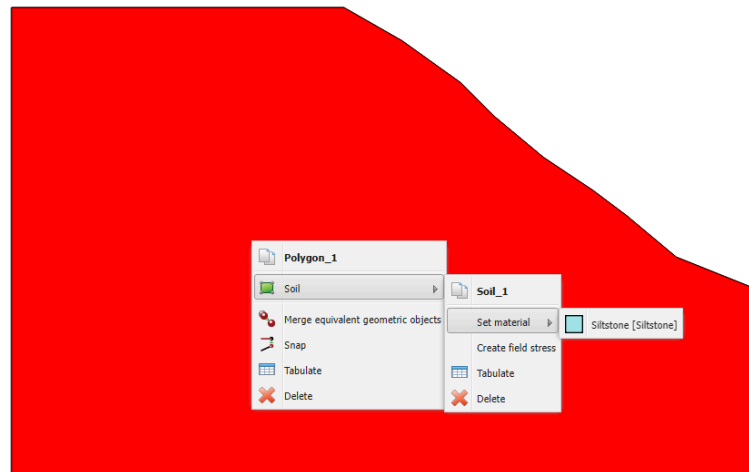 Polygon_1
Soil
Merge equivalent geometric objects
Snap
Tabulate
Delete
Soil_1
Set material
Create field stress
Tabulate
Delete
Siltstone [Siltstone]